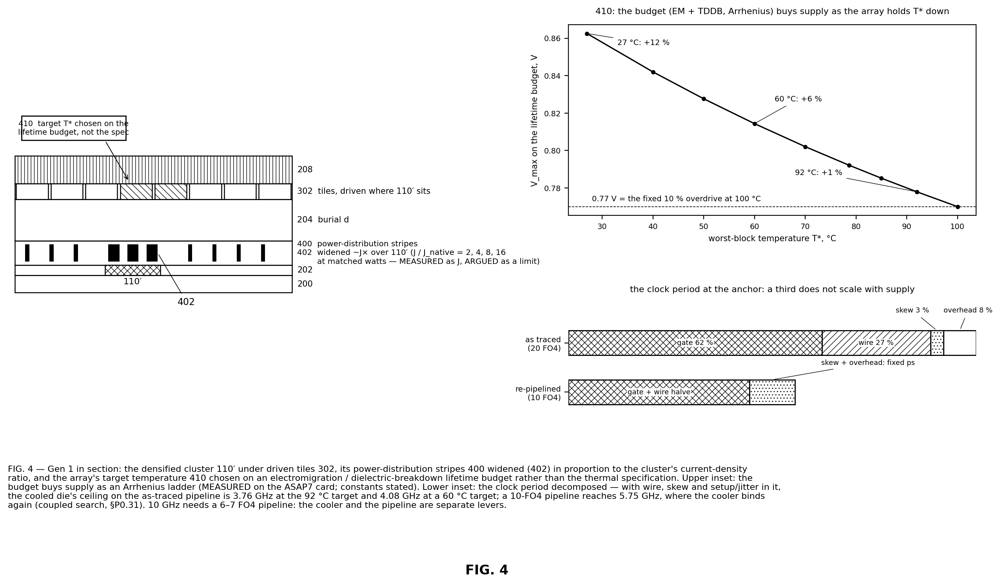 410: the budget (EM + TDDB, Arrhenius) buys supply as the array holds T* down
V_max on the lifetime budget, V
0.86
0.84
0.82
0.80
0.78
27 °C: +12 %
60 °C: +6 %
92 °C: +1 %
0.77 V = the fixed 10 % overdrive at 100 °C
30 40 50 60 70 80 90 100
worst-block temperature T*, °C
410 target T* chosen on the
lifetime budget, not the spec
208
302 tiles, driven where 110′ sits
204 burial d
400 power-distribution stripes
402 widened ~J× over 110′ (J / J_native = 2, 4, 8, 16
at matched watts — MEASURED as J, ARGUED as a limit)
202
110′
200
402
the clock period at the anchor: a third does not scale with supply
skew 3 % overhead 8 %
as traced
(20 FO4)
gate 62 % wire 27 %
skew + overhead: fixed ps
re-pipelined
(10 FO4)
gate + wire halve
FIG. 4 — Gen 1 in section: the densified cluster 110′ under driven tiles 302, its power-distribution stripes 400 widened (402) in proportion to the cluster's current-density
ratio, and the array's target temperature 410 chosen on an electromigration / dielectric-breakdown lifetime budget rather than the thermal specification. Upper inset: the
budget buys supply as an Arrhenius ladder (MEASURED on the ASAP7 card; constants stated). Lower inset: the clock period decomposed — with wire, skew and setup/jitter in it,
the cooled die's ceiling on the as-traced pipeline is 3.76 GHz at the 92 °C target and 4.08 GHz at a 60 °C target; a 10-FO4 pipeline reaches 5.75 GHz, where the cooler binds
again (coupled search, §P0.31). 10 GHz needs a 6–7 FO4 pipeline: the cooler and the pipeline are separate levers.
FIG. 4